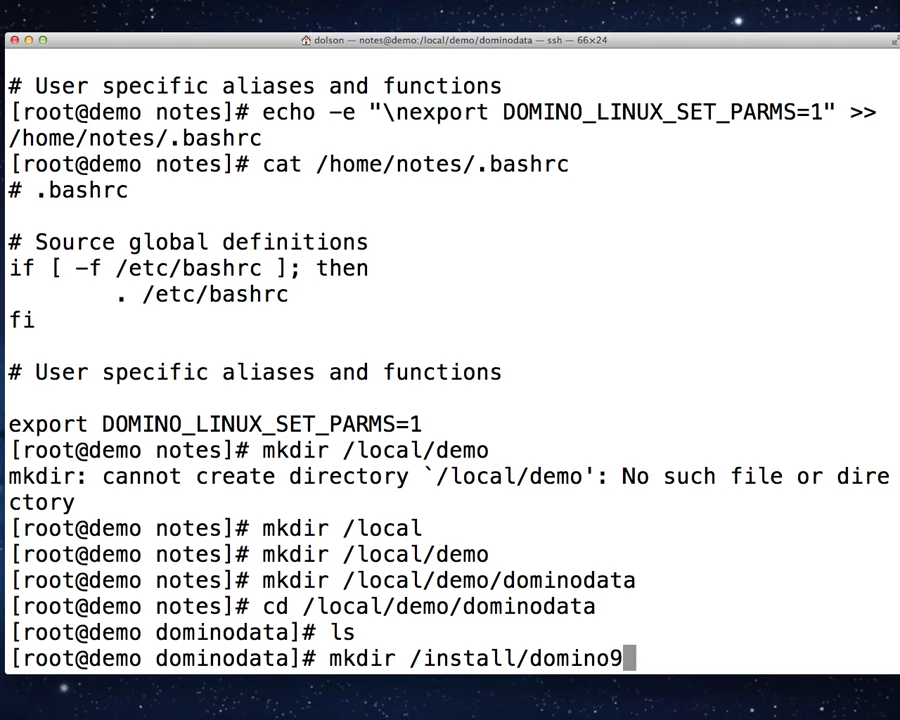 dolson — notes@demo:/local/demo/dominodata — ssh — 66×24
# User specific aliases and functions
[root@demo notes]# echo -e "\nexport DOMINO_LINUX_SET_PARMS=1" >>
/home/notes/.bashrc
[root@demo notes]# cat /home/notes/.bashrc
# .bashrc
# Source global definitions
if [ -f /etc/bashrc ]; then
. /etc/bashrc
fi
# User specific aliases and functions
export DOMINO_LINUX_SET_PARMS=1
[root@demo notes]# mkdir /local/demo
mkdir: cannot create directory `/local/demo': No such file or dire
ctory
[root@demo notes]# mkdir /local
[root@demo notes]# mkdir /local/demo
[root@demo notes]# mkdir /local/demo/dominodata
[root@demo notes]# cd /local/demo/dominodata
[root@demo dominodata]# ls
[root@demo dominodata]# mkdir /install/domino9